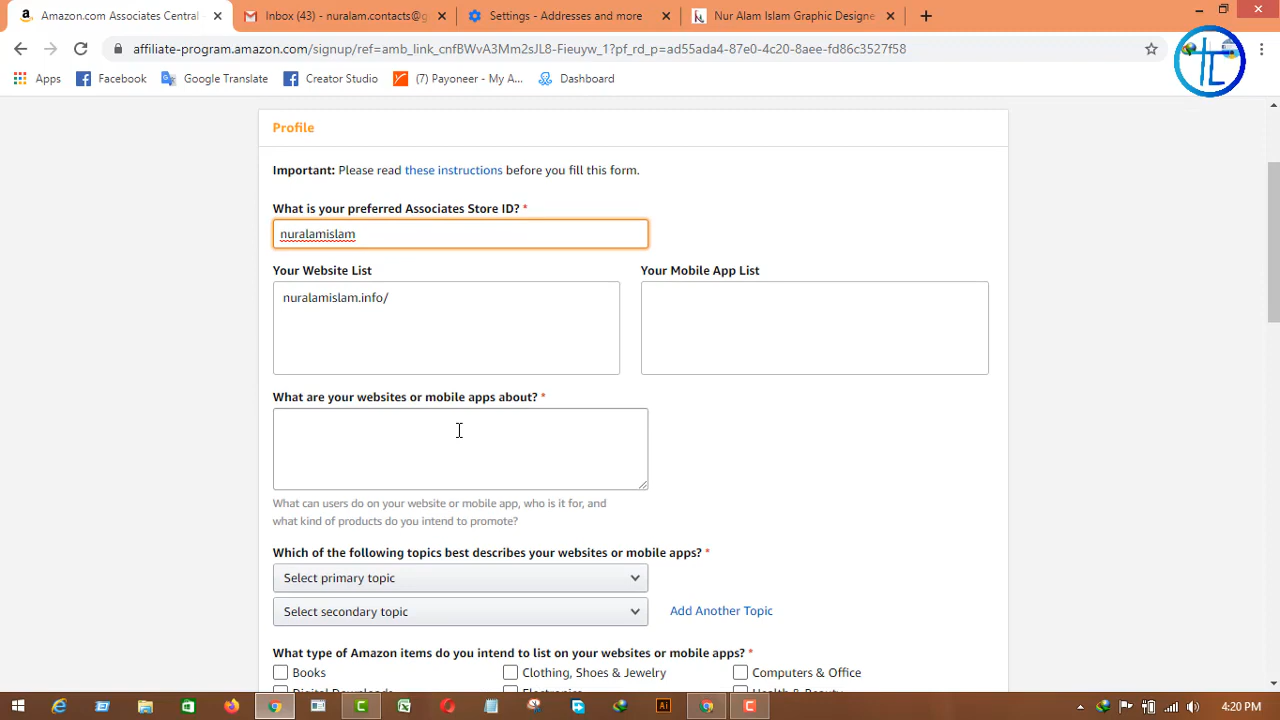 Amazon.com Associates Central -
Inbox (43) - nuralam.contacts@g
Settings - Addresses and more
Nur Alam Islam Graphic Designe
affiliate-program.amazon.com/signup/ref=amb_link_cnfBWvJ3Mm2sJL8-Fieuyw_1?pf_rd_p=ad55ada4-87e0-4c20-8aee-fd86c3527f58
Apps
Facebook
Google Translate
Creator Studio
(7) Payoneer - My A...
Dashboard
Profile
Important: Please read these instructions before you fill this form.
What is your preferred Associates Store ID? *
nuralamislam
Your Website List
Your Mobile App List
nuralamislam.info/
What are your websites or mobile apps about? *
What can users do on your website or mobile app, who is it for, and
what kind of products do you intend to promote?
Which of the following topics best describes your websites or mobile apps? *
Select primary topic
Select secondary topic
Add Another Topic
What type of Amazon items do you intend to list on your websites or mobile apps? *
Books
Clothing, Shoes & Jewelry
Computers & Office
Digital Downloads
Electronics
Health & Beauty
4:20 PM